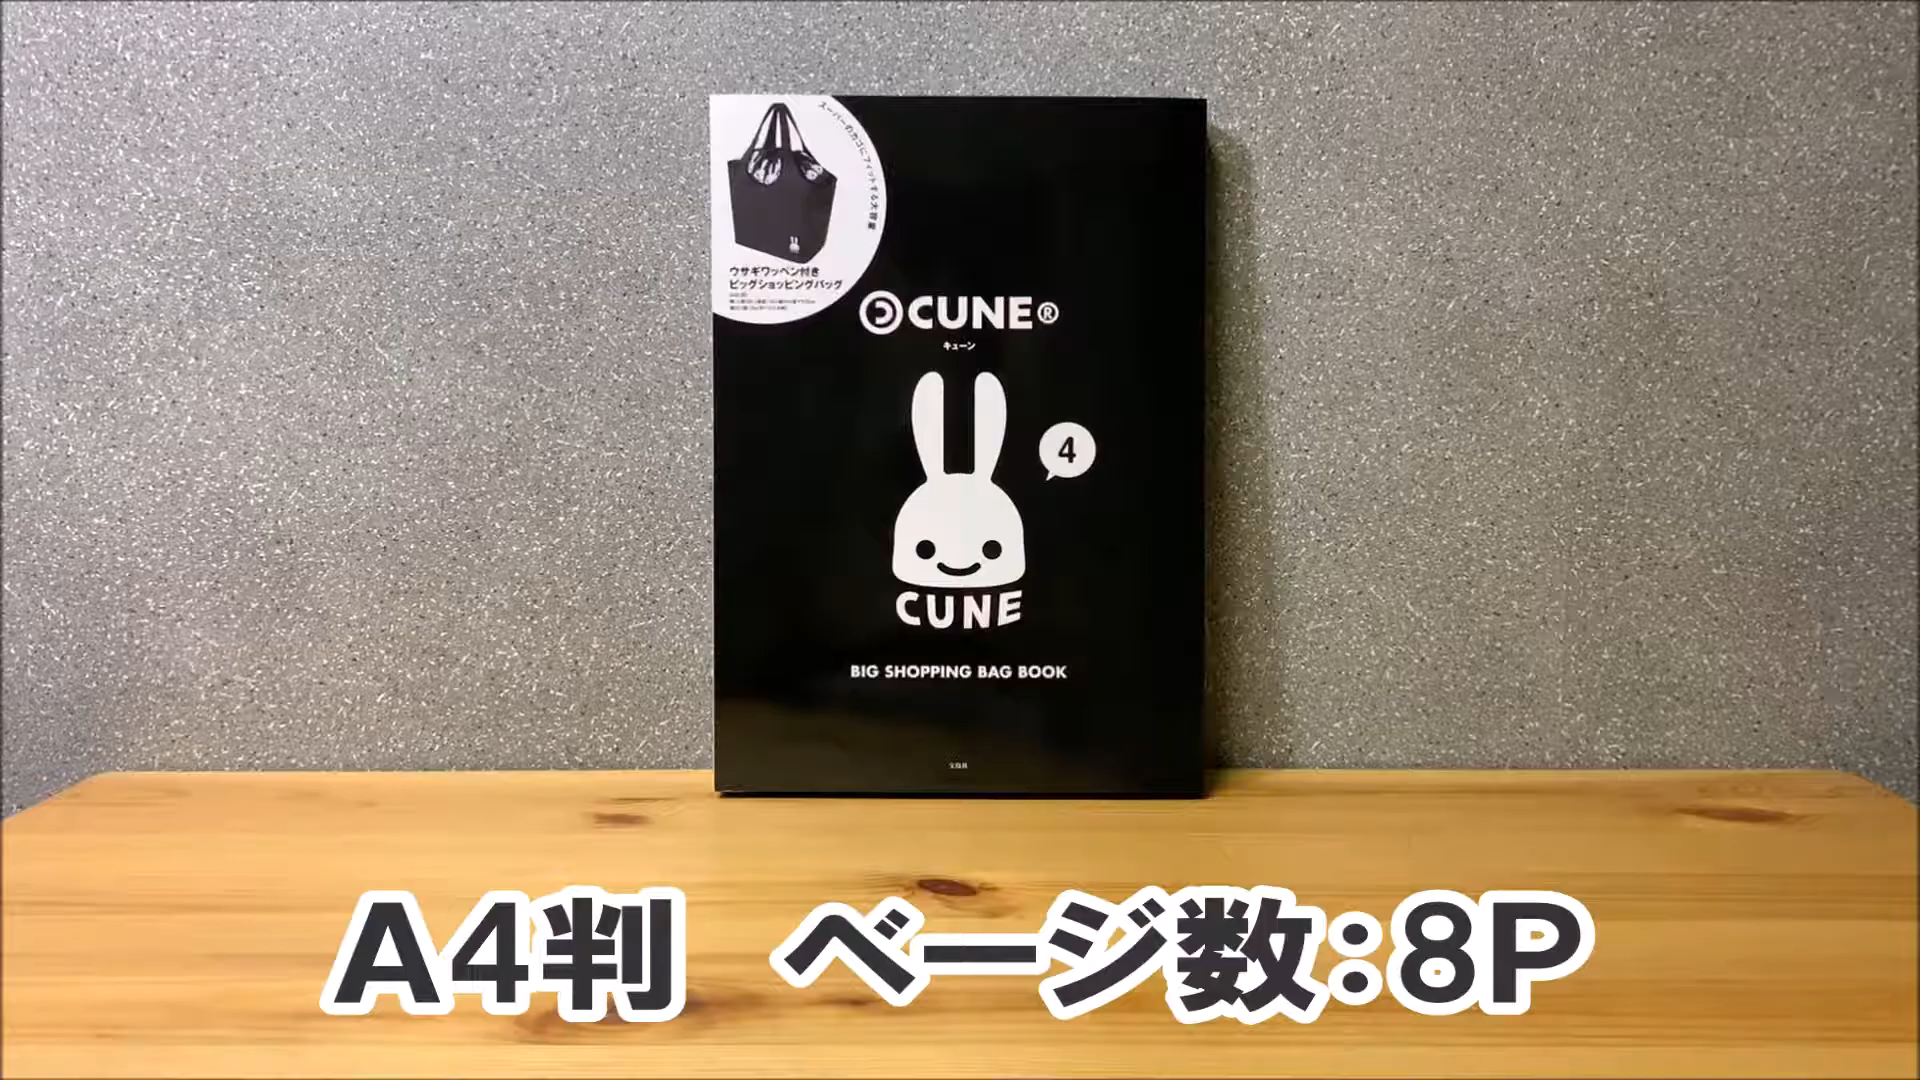 スーパーのカゴにフィットする大容量
ウサギワッペン付き
ビッグショッピングバッグ
CUNE®
キューン
4
CUNE
BIG SHOPPING BAG BOOK
宝島社
A4判 ページ数:8P